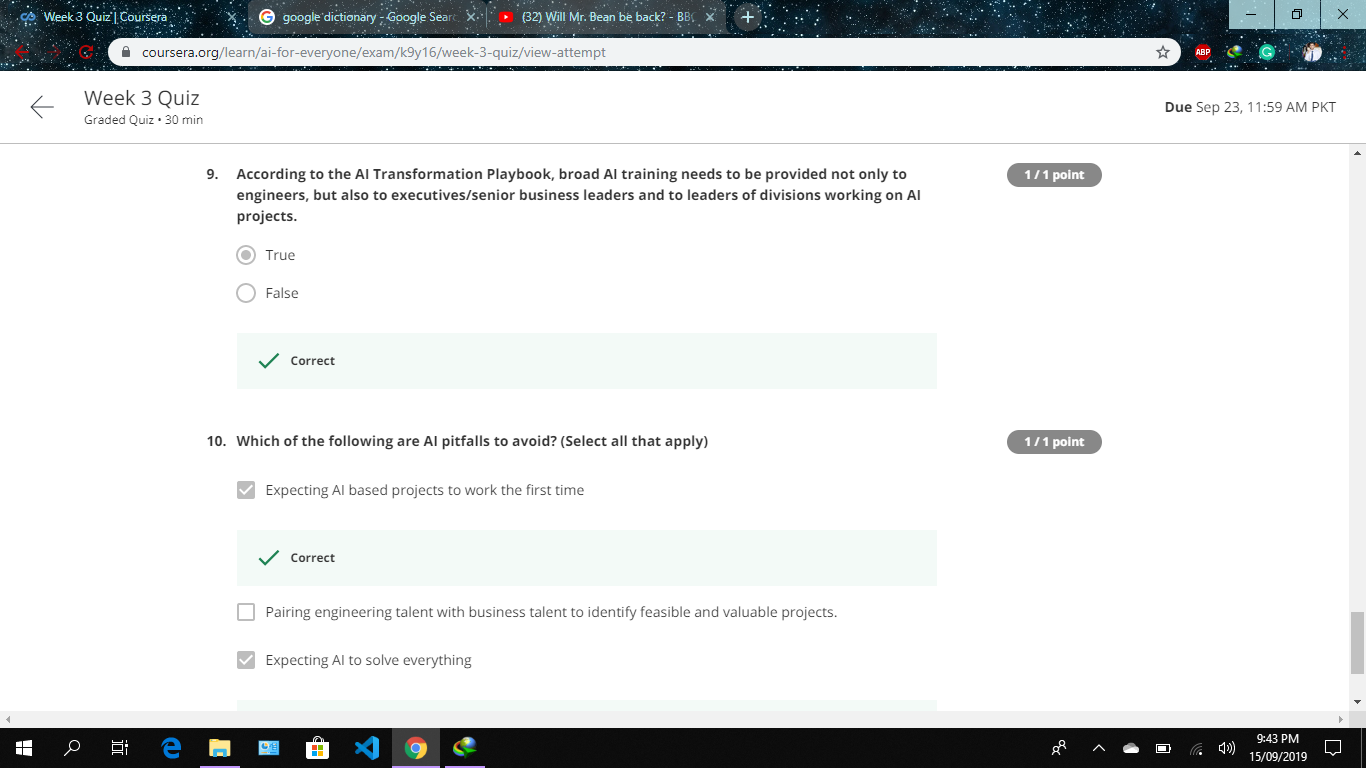 Week 3 Quiz | Coursera
google dictionary - Google Searc
(32) Will Mr. Bean be back? - BBC
coursera.org/learn/ai-for-everyone/exam/k9y16/week-3-quiz/view-attempt
ABP
Week 3 Quiz
Graded Quiz • 30 min
Due Sep 23, 11:59 AM PKT
9. According to the AI Transformation Playbook, broad AI training needs to be provided not only to
engineers, but also to executives/senior business leaders and to leaders of divisions working on AI
projects.
1 / 1 point
True
False
Correct
10. Which of the following are AI pitfalls to avoid? (Select all that apply)
1 / 1 point
Expecting AI based projects to work the first time
Correct
Pairing engineering talent with business talent to identify feasible and valuable projects.
Expecting AI to solve everything
9:43 PM
15/09/2019